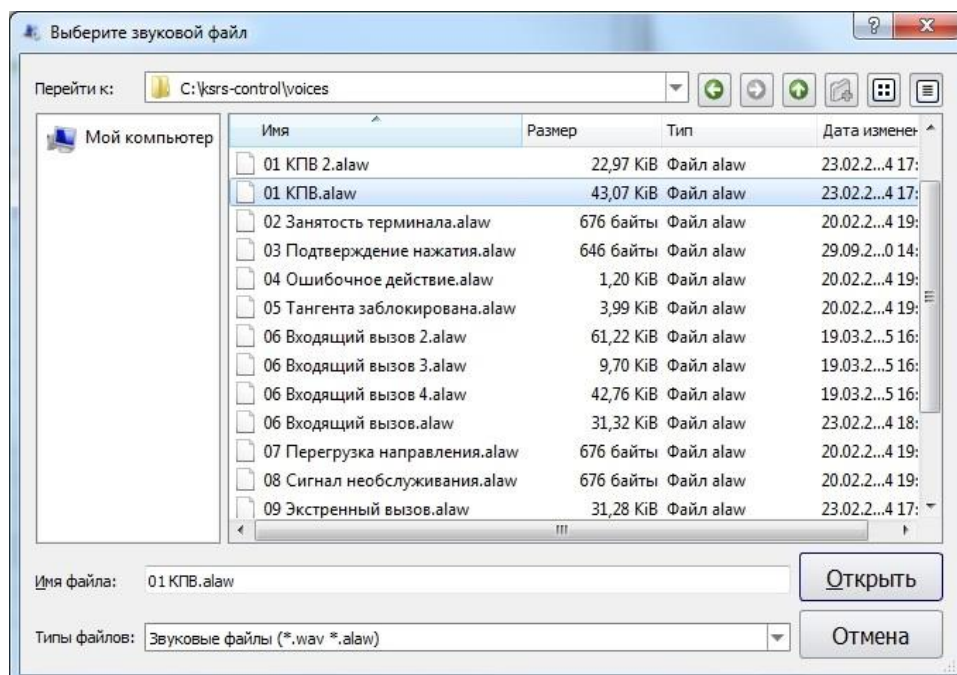 Выберите звуковой файл
Перейти к: C:\ksrs-control\voices
Мой компьютер
Имя Размер Тип Дата изменен
01 КПВ 2.alaw 22,97 KiB Файл alaw 23.02.2...4 17:
01 КПВ.alaw 43,07 KiB Файл alaw 23.02.2...4 17:
02 Занятость терминала.alaw 676 байты Файл alaw 20.02.2...4 19:
03 Подтверждение нажатия.alaw 646 байты Файл alaw 29.09.2...0 14:
04 Ошибочное действие.alaw 1,20 KiB Файл alaw 20.02.2...4 19:
05 Тангента заблокирована.alaw 3,99 KiB Файл alaw 20.02.2...4 19:
06 Входящий вызов 2.alaw 61,22 KiB Файл alaw 19.03.2...5 16:
06 Входящий вызов 3.alaw 9,70 KiB Файл alaw 19.03.2...5 16:
06 Входящий вызов 4.alaw 42,76 KiB Файл alaw 19.03.2...5 16:
06 Входящий вызов.alaw 31,32 KiB Файл alaw 23.02.2...4 18:
07 Перегрузка направления.alaw 676 байты Файл alaw 20.02.2...4 19:
08 Сигнал необслуживания.alaw 676 байты Файл alaw 20.02.2...4 19:
09 Экстренный вызов.alaw 31,28 KiB Файл alaw 23.02.2...4 17:
Имя файла: 01 КПВ.alaw
Открыть
Типы файлов: Звуковые файлы (*.wav *.alaw)
Отмена